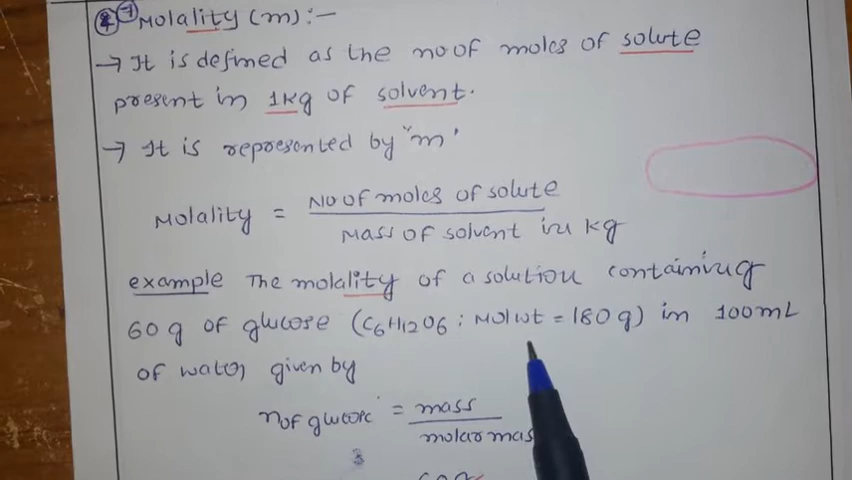 Molality (m) :-
→ It is defined as the no of moles of solute
present in 1kg of solvent.
→ It is represented by "m"
Molality = No of moles of solute
Mass of solvent in kg
example The molality of a solution containing
60 g of glucose (C6H12O6 : Mol wt = 180 g) in 100mL
of water given by
nof glucose = mass
molar mas